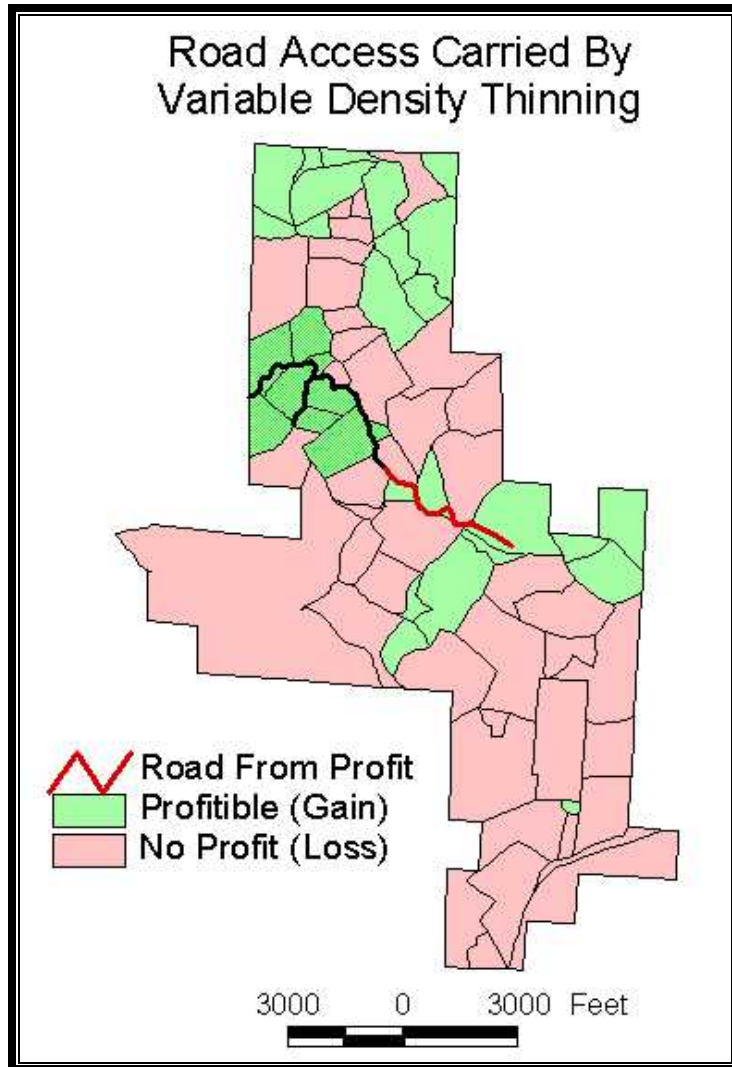 Road Access Carried By
Variable Density Thinning
Road From Profit
Profitible (Gain)
No Profit (Loss)
3000 0 3000 Feet